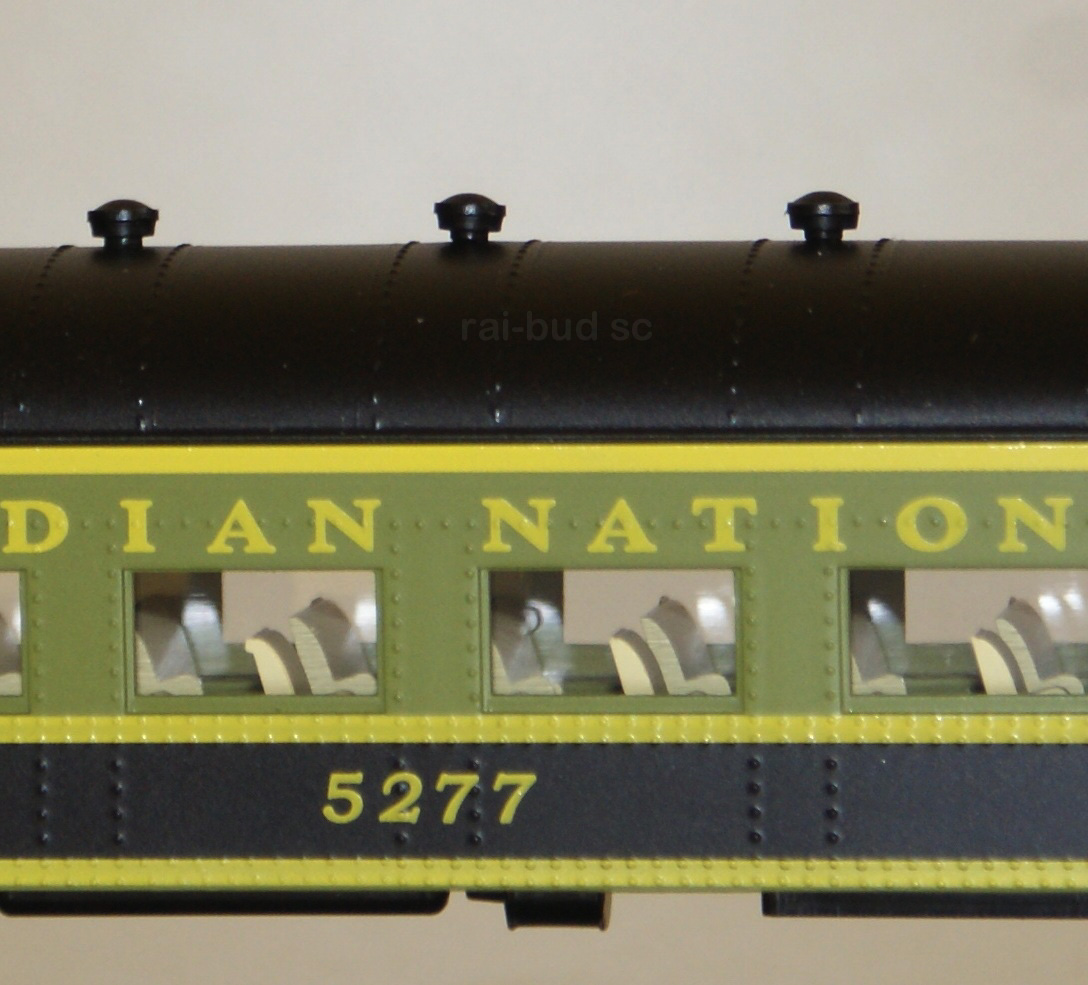 rai-bud sc
DIAN NATION
5277